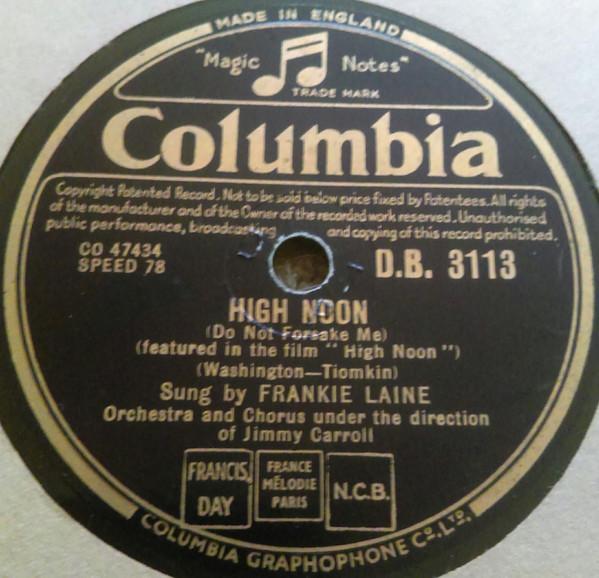 MADE IN ENGLAND
"Magic Notes"
TRADE MARK
Columbia
Copyright Patented Record. Not to be sold below price fixed by Patentees. All rights
of the manufacturer and of the Owner of the recorded work reserved. Unauthorised
public performance, broadcasting and copying of this record prohibited.
CO 47434
SPEED 78
D.B. 3113
HIGH NOON
(Do Not Forsake Me)
(featured in the film "High Noon")
(Washington—Tiomkin)
Sung by FRANKIE LAINE
Orchestra and Chorus under the direction
of Jimmy Carroll
FRANCIS,
DAY
FRANCE
MÉLODIE
PARIS
N.C.B.
COLUMBIA GRAPHOPHONE Co. LTD.